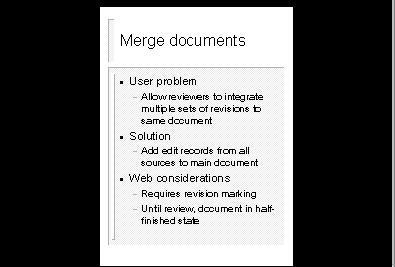 Merge documents
• User problem
– Allow reviewers to integrate
multiple sets of revisions to
same document
• Solution
– Add edit records from all
sources to main document
• Web considerations
– Requires revision marking
– Until review, document in half-
finished state